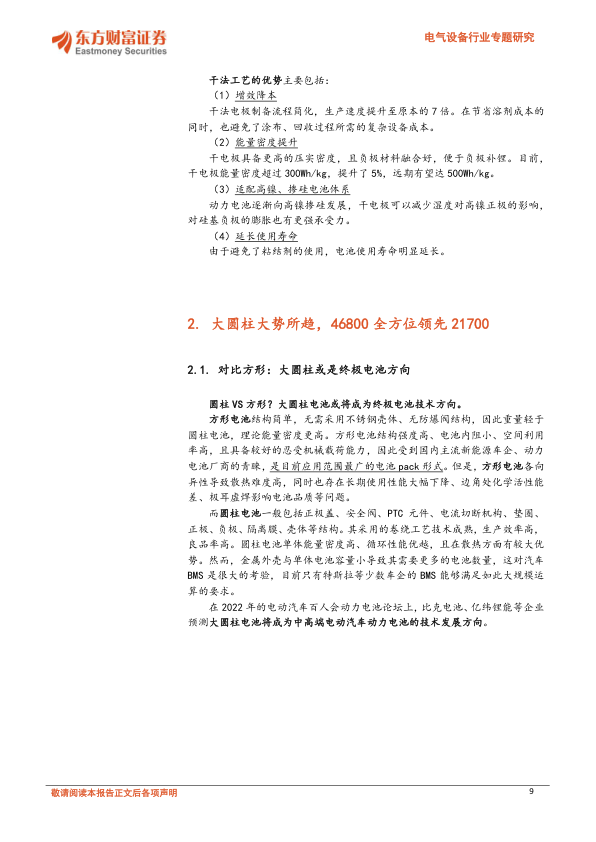 东方财富证券
Eastmoney Securities
电气设备行业专题研究
干法工艺的优势主要包括：
（1）增效降本
干法电极制备流程简化，生产速度提升至原本的 7 倍。在节省溶剂成本的
同时，也避免了涂布、回收过程所需的复杂设备成本。
（2）能量密度提升
干电极具备更高的压实密度，且负极材料融合好，便于负极补锂。目前，
干电极能量密度超过 300Wh/kg，提升了 5%，远期有望达 500Wh/kg。
（3）适配高镍、掺硅电池体系
动力电池逐渐向高镍掺硅发展，干电极可以减少湿度对高镍正极的影响，
对硅基负极的膨胀也有更强承受力。
（4）延长使用寿命
由于避免了粘结剂的使用，电池使用寿命明显延长。
2. 大圆柱大势所趋，46800 全方位领先 21700
2.1. 对比方形：大圆柱或是终极电池方向
圆柱 VS 方形？大圆柱电池或将成为终极电池技术方向。
方形电池结构简单，无需采用不锈钢壳体、无防爆阀结构，因此重量轻于
圆柱电池，理论能量密度更高。方形电池结构强度高、电池内阻小、空间利用
率高，且具备较好的忍受机械载荷能力，因此受到国内主流新能源车企、动力
电池厂商的青睐，是目前应用范围最广的电池 pack 形式。但是，方形电池各向
异性导致散热难度高，同时也存在长期使用性能大幅下降、边角处化学活性能
差、极耳虚焊影响电池品质等问题。
而圆柱电池一般包括正极盖、安全阀、PTC 元件、电流切断机构、垫圈、
正极、负极、隔离膜、壳体等结构。其采用的卷绕工艺技术成熟，生产效率高，
良品率高。圆柱电池单体能量密度高、循环性能优越，且在散热方面有较大优
势。然而，金属外壳与单体电池容量小导致其需要更多的电池数量，这对汽车
BMS 是很大的考验，目前只有特斯拉等少数车企的 BMS 能够满足如此大规模运
算的要求。
在 2022 年的电动汽车百人会动力电池论坛上，比克电池、亿纬锂能等企业
预测大圆柱电池将成为中高端电动汽车动力电池的技术发展方向。
敬请阅读本报告正文后各项声明
9